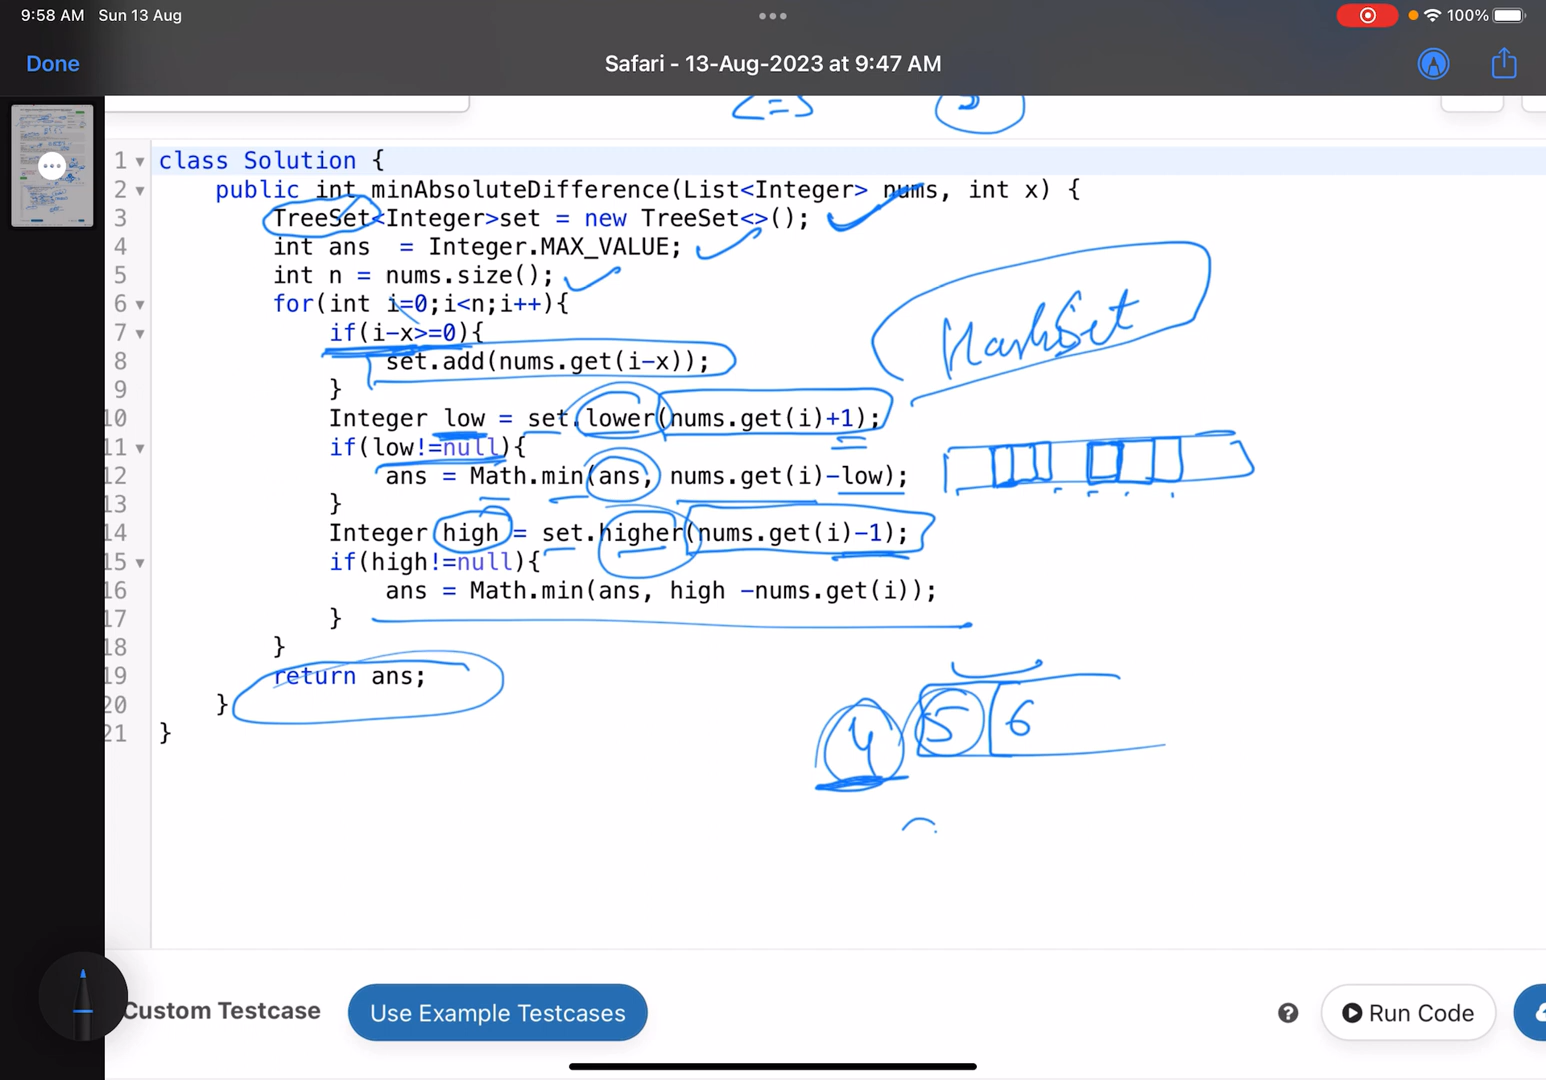 9:58 AM Sun 13 Aug
100%
Done
Safari - 13-Aug-2023 at 9:47 AM
1 class Solution {
2 public int minAbsoluteDifference(List<Integer> nums, int x) {
3 TreeSet<Integer>set = new TreeSet<>();
4 int ans = Integer.MAX_VALUE;
5 int n = nums.size();
6 for(int i=0;i<n;i++){
7 if(i-x>=0){
8 set.add(nums.get(i-x));
9 }
10 Integer low = set.lower(nums.get(i)+1);
11 if(low!=null){
12 ans = Math.min(ans, nums.get(i)-low);
13 }
14 Integer high = set.higher(nums.get(i)-1);
15 if(high!=null){
16 ans = Math.min(ans, high -nums.get(i));
17 }
18 }
19 return ans;
20 }
21 }
HashSet
4 5 6
Custom Testcase
Use Example Testcases
?
Run Code